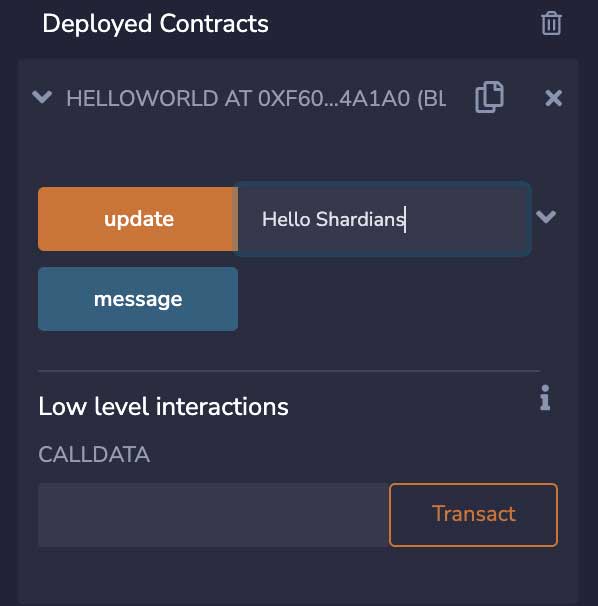 Deployed Contracts
HELLOWORLD AT 0XF60...4A1A0 (BL
update Hello Shardians
message
Low level interactions
CALLDATA
Transact